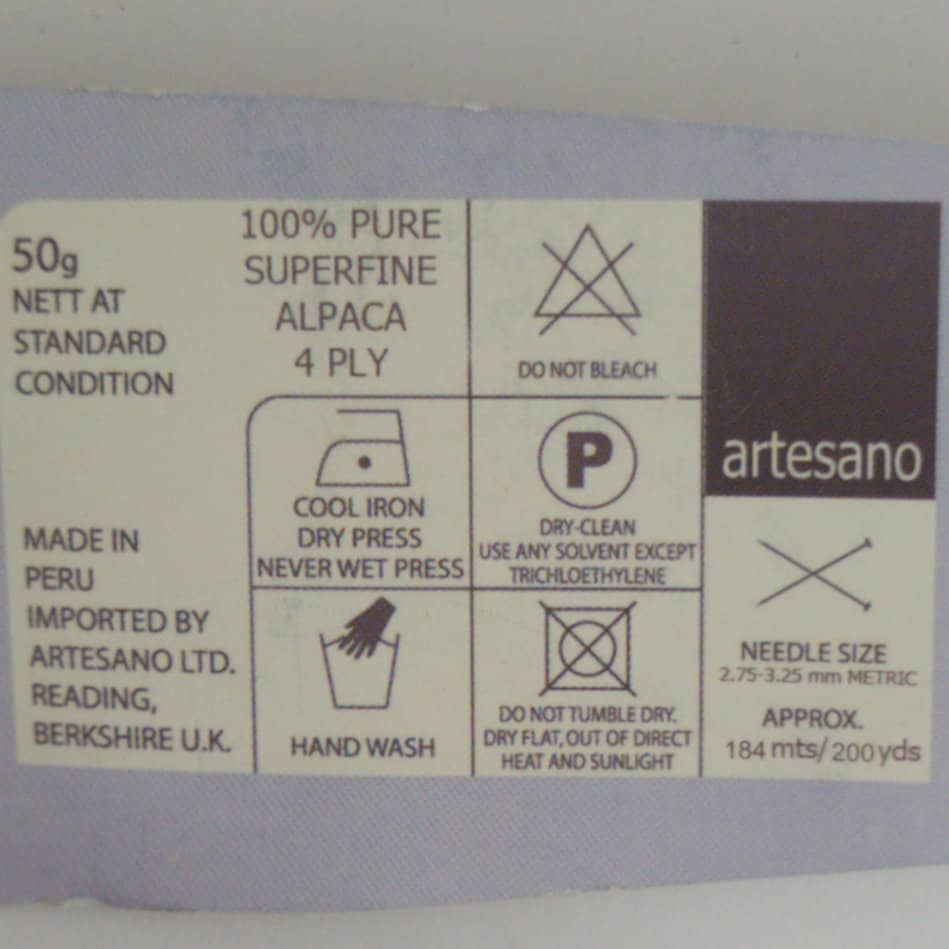 50g
NETT AT
STANDARD
CONDITION
100% PURE
SUPERFINE
ALPACA
4 PLY
MADE IN
PERU
IMPORTED BY
ARTESANO LTD.
READING,
BERKSHIRE U.K.
COOL IRON
DRY PRESS
NEVER WET PRESS
HAND WASH
DO NOT BLEACH
P
DRY-CLEAN
USE ANY SOLVENT EXCEPT
TRICHLOETHYLENE
DO NOT TUMBLE DRY.
DRY FLAT, OUT OF DIRECT
HEAT AND SUNLIGHT
artesano
NEEDLE SIZE
2.75-3.25 mm METRIC
APPROX.
184 mts/ 200 yds